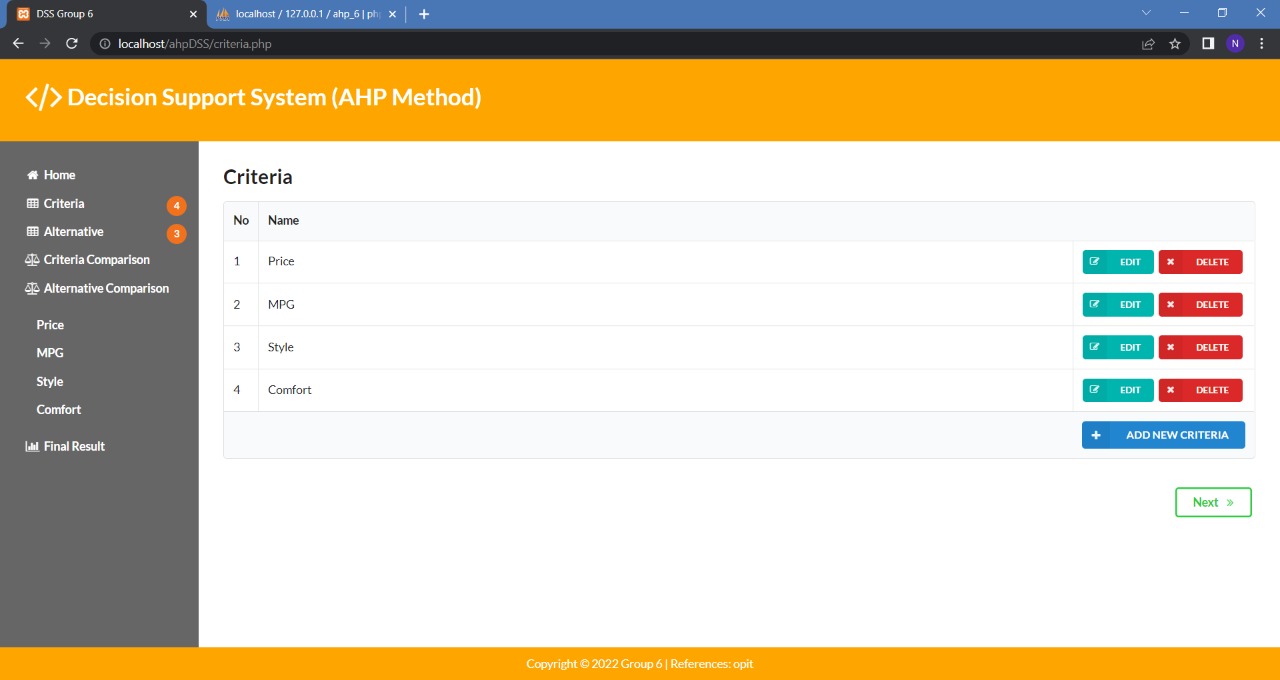 DSS Group 6
localhost / 127.0.0.1 / ahp_6 | ph
localhost/ahpDSS/criteria.php
N
</> Decision Support System (AHP Method)
Home
Criteria 4
Alternative 3
Criteria Comparison
Alternative Comparison
Price
MPG
Style
Comfort
Final Result
Criteria
No Name
1 Price EDIT DELETE
2 MPG EDIT DELETE
3 Style EDIT DELETE
4 Comfort EDIT DELETE
+ ADD NEW CRITERIA
Next »
Copyright © 2022 Group 6 | References: opit